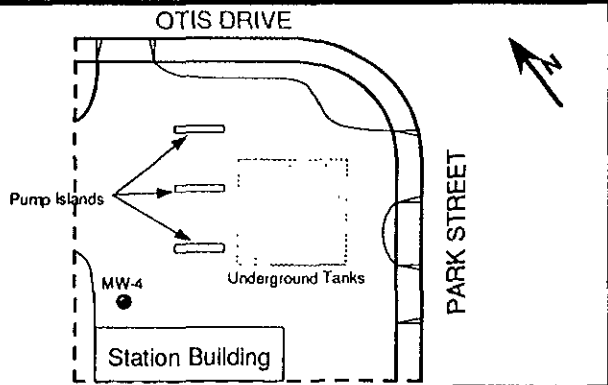 OTIS DRIVE
N
PARK STREET
Pump Islands
Underground Tanks
MW-4
Station Building